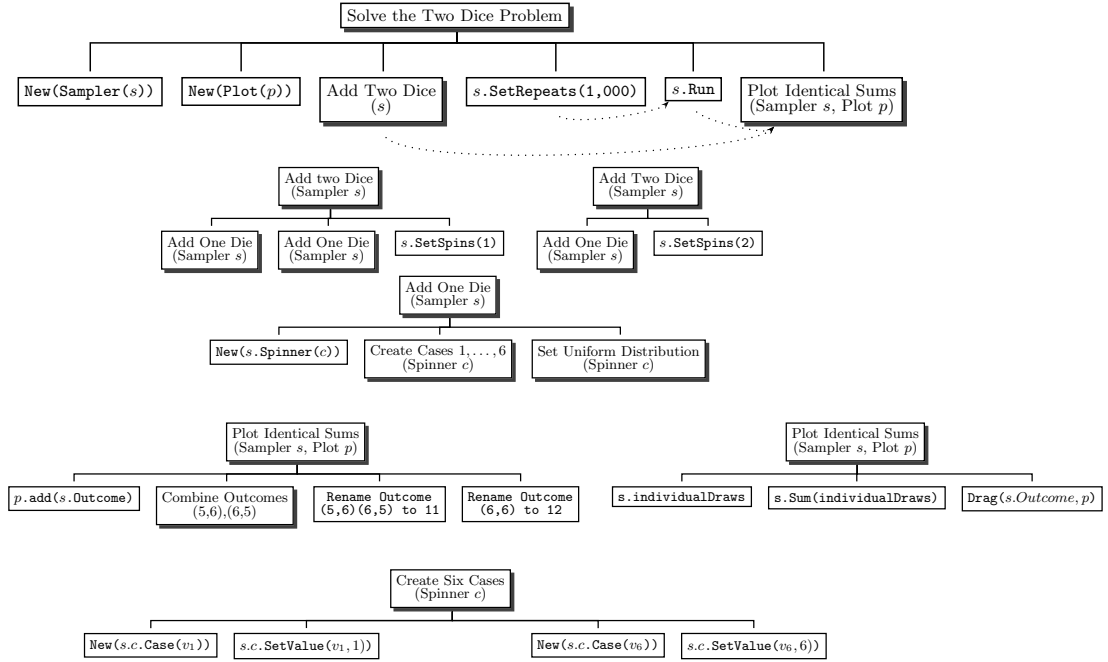 Solve the Two Dice Problem
New(Sampler(s))
New(Plot(p))
Add Two Dice
(s)
s.SetRepeats(1,000)
s.Run
Plot Identical Sums
(Sampler s, Plot p)
Add two Dice
(Sampler s)
Add One Die
(Sampler s)
Add One Die
(Sampler s)
s.SetSpins(1)
Add Two Dice
(Sampler s)
Add One Die
(Sampler s)
s.SetSpins(2)
Add One Die
(Sampler s)
New(s.Spinner(c))
Create Cases 1, . . . , 6
(Spinner c)
Set Uniform Distribution
(Spinner c)
Plot Identical Sums
(Sampler s, Plot p)
p.add(s.Outcome)
Combine Outcomes
(5,6),(6,5)
Rename Outcome
(5,6)(6,5) to 11
Rename Outcome
(6,6) to 12
Plot Identical Sums
(Sampler s, Plot p)
s.individualDraws
s.Sum(individualDraws)
Drag(s.Outcome, p)
Create Six Cases
(Spinner c)
New(s.c.Case(v₁))
s.c.SetValue(v₁, 1))
New(s.c.Case(v₆))
s.c.SetValue(v₆, 6))